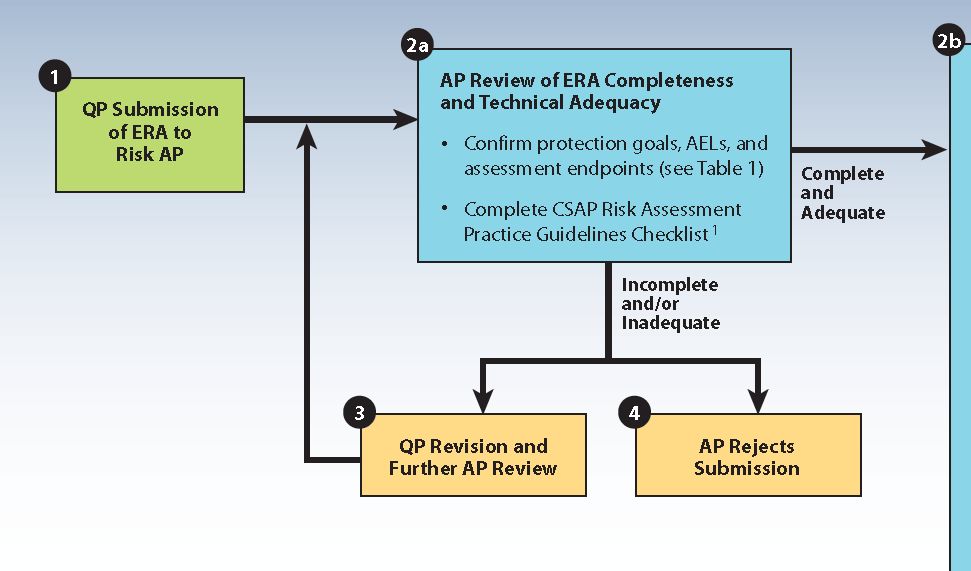 1
QP Submission
of ERA to
Risk AP
2a
AP Review of ERA Completeness
and Technical Adequacy
• Confirm protection goals, AELs, and
assessment endpoints (see Table 1)
• Complete CSAP Risk Assessment
Practice Guidelines Checklist 1
2b
Complete
and
Adequate
Incomplete
and/or
Inadequate
3
QP Revision and
Further AP Review
4
AP Rejects
Submission